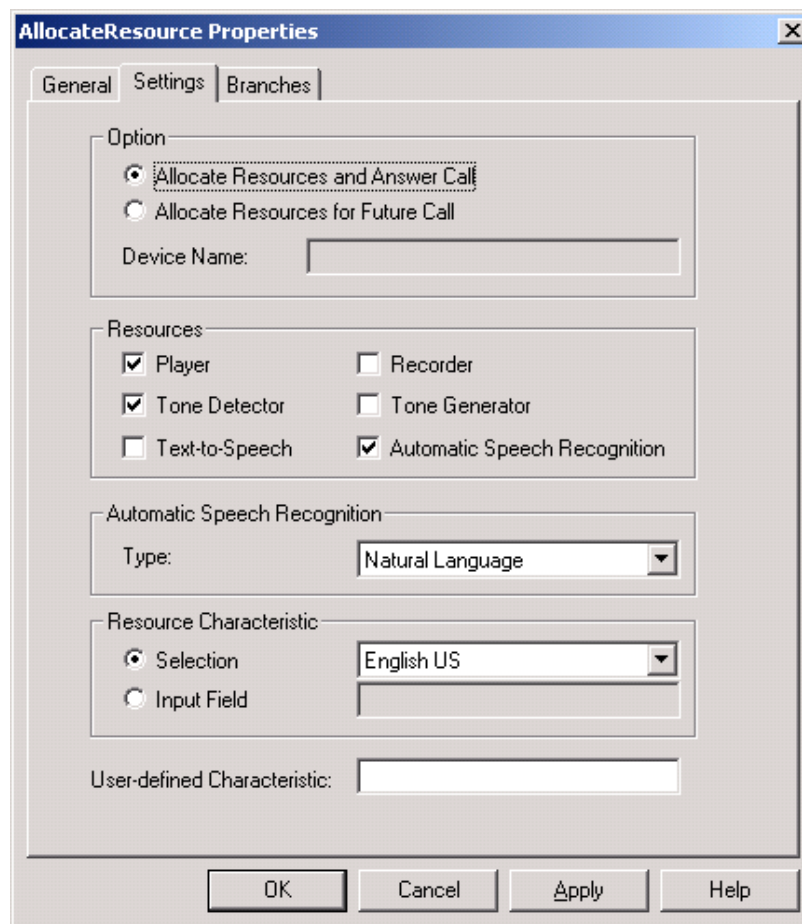 AllocateResource Properties
General Settings Branches
Option
Allocate Resources and Answer Call
Allocate Resources for Future Call
Device Name:
Resources
Player Recorder
Tone Detector Tone Generator
Text-to-Speech Automatic Speech Recognition
Automatic Speech Recognition
Type: Natural Language
Resource Characteristic
Selection English US
Input Field
User-defined Characteristic:
OK Cancel Apply Help